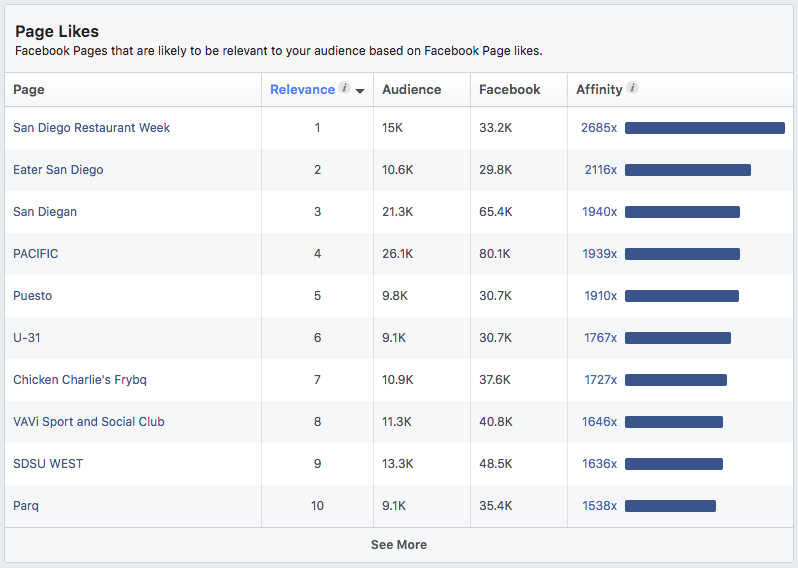 Page Likes
Facebook Pages that are likely to be relevant to your audience based on Facebook Page likes.
Page Relevance i Audience Facebook Affinity i
San Diego Restaurant Week 1 15K 33.2K 2685x
Eater San Diego 2 10.6K 29.8K 2116x
San Diegan 3 21.3K 65.4K 1940x
PACIFIC 4 26.1K 80.1K 1939x
Puesto 5 9.8K 30.7K 1910x
U-31 6 9.1K 30.7K 1767x
Chicken Charlie's Frybq 7 10.9K 37.6K 1727x
VAVi Sport and Social Club 8 11.3K 40.8K 1646x
SDSU WEST 9 13.3K 48.5K 1636x
Parq 10 9.1K 35.4K 1538x
See More